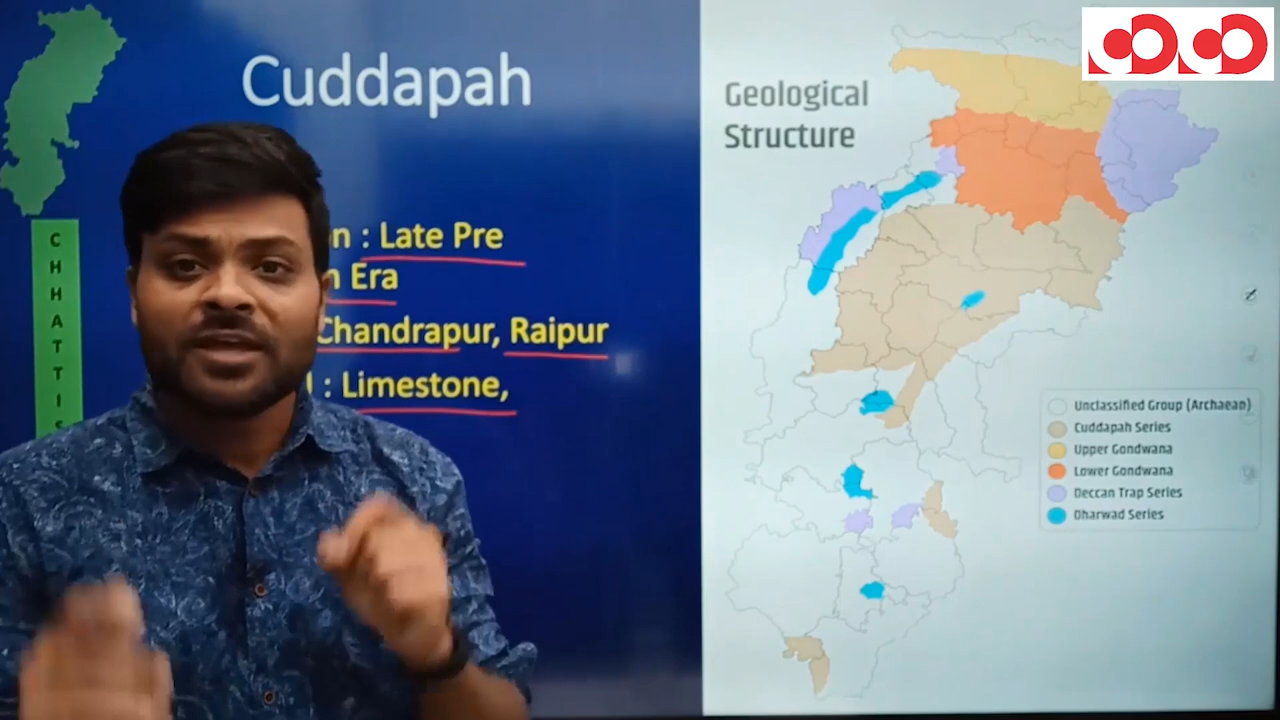 Cuddapah
n : Late Pre
n Era
Chandrapur, Raipur
: Limestone,
C
H
H
A
T
T
I
S
Geological
Structure
Unclassified Group (Archaean)
Cuddapah Series
Upper Gondwana
Lower Gondwana
Deccan Trap Series
Dharwad Series